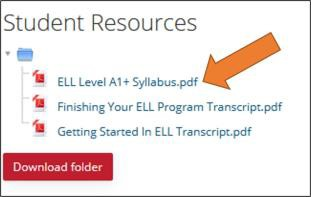 Student Resources
ELL Level A1+ Syllabus.pdf
Finishing Your ELL Program Transcript.pdf
Getting Started In ELL Transcript.pdf
Download folder